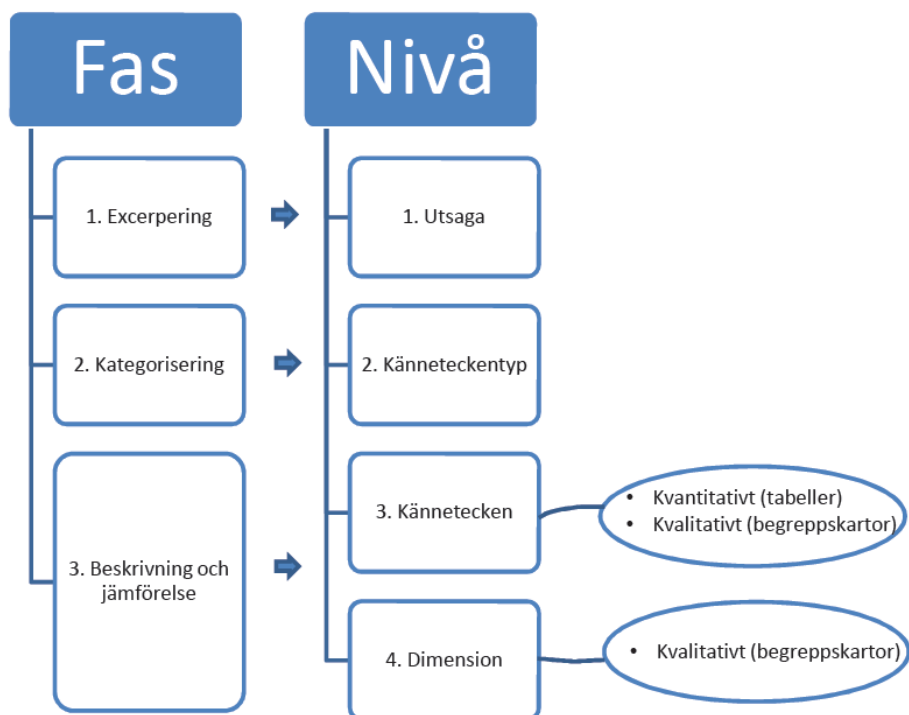 Fas
Nivå
1. Excerpering
1. Utsaga
2. Kategorisering
2. Känneteckentyp
3. Beskrivning och
jämförelse
3. Kännetecken
• Kvantitativt (tabeller)
• Kvalitativt (begreppskartor)
4. Dimension
• Kvalitativt (begreppskartor)